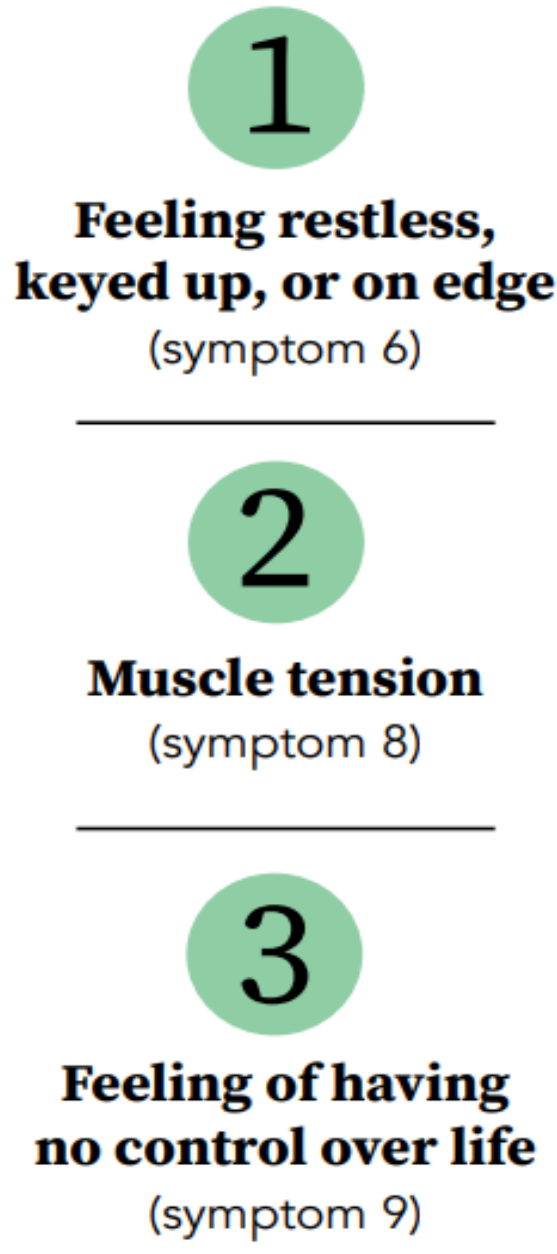 1
Feeling restless,
keyed up, or on edge
(symptom 6)
2
Muscle tension
(symptom 8)
3
Feeling of having
no control over life
(symptom 9)